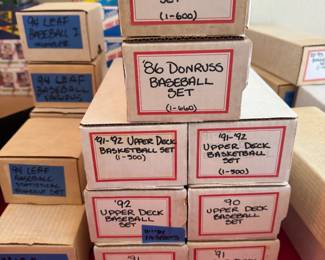 SET
(1-600)
'86 DONRUSS
BASEBALL
SET
(1-660)
'91-'92 UPPER DECK
BASKETBALL SET
(1-500)
'91-'92
UPPER DECK
BASKETBALL
SET
(1-500)
'92
UPPER DECK
BASEBALL
SET
'90
UPPER DECK
BASEBALL
SET
'91
'91
94 LEAF
BASEBALL I
94 LEAF
BASEBALL
94 LEAF
BASEBALL